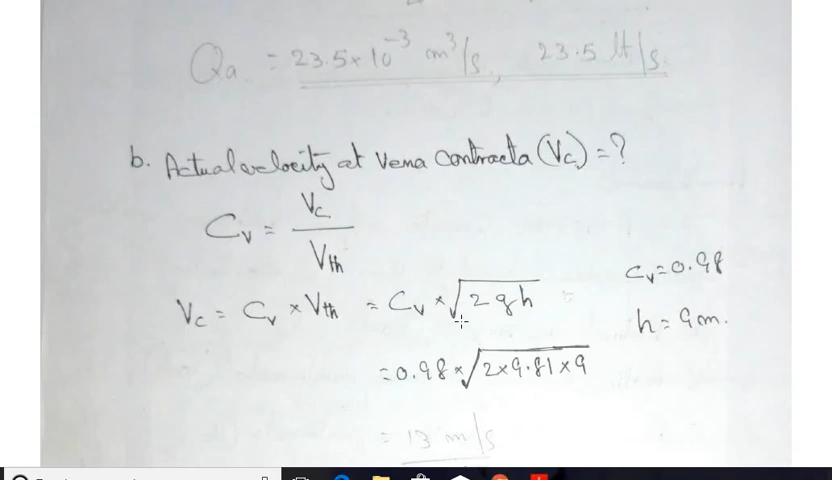 Qa = 23.5×10⁻³ m³/s, 23.5 lt/s.
b. Actual velocity at Vena contracta (Vc) = ?
Cv = Vc / Vth
Cv = 0.98
Vc = Cv × Vth = Cv × √2gh
h = 9m.
= 0.98 × √2×9.81×9
= 13 m/s